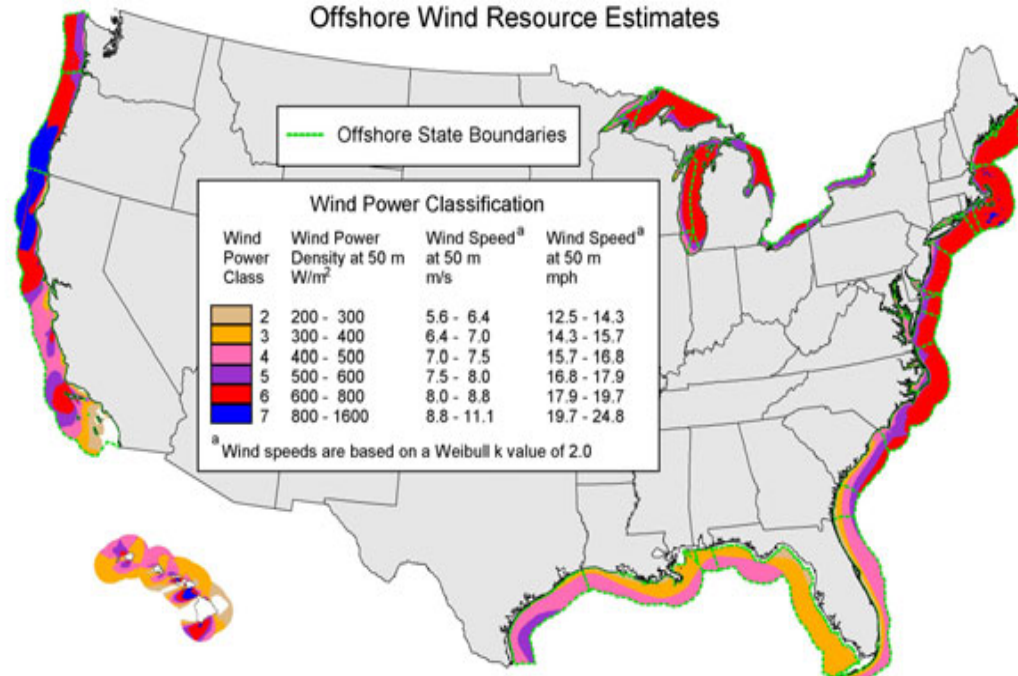 Offshore Wind Resource Estimates
Offshore State Boundaries
Wind Power Classification
Wind Power Class
Wind Power Density at 50 m W/m²
Wind Speedᵃ at 50 m m/s
Wind Speedᵃ at 50 m mph
2 200 - 300 5.6 - 6.4 12.5 - 14.3
3 300 - 400 6.4 - 7.0 14.3 - 15.7
4 400 - 500 7.0 - 7.5 15.7 - 16.8
5 500 - 600 7.5 - 8.0 16.8 - 17.9
6 600 - 800 8.0 - 8.8 17.9 - 19.7
7 800 - 1600 8.8 - 11.1 19.7 - 24.8
ᵃ Wind speeds are based on a Weibull k value of 2.0